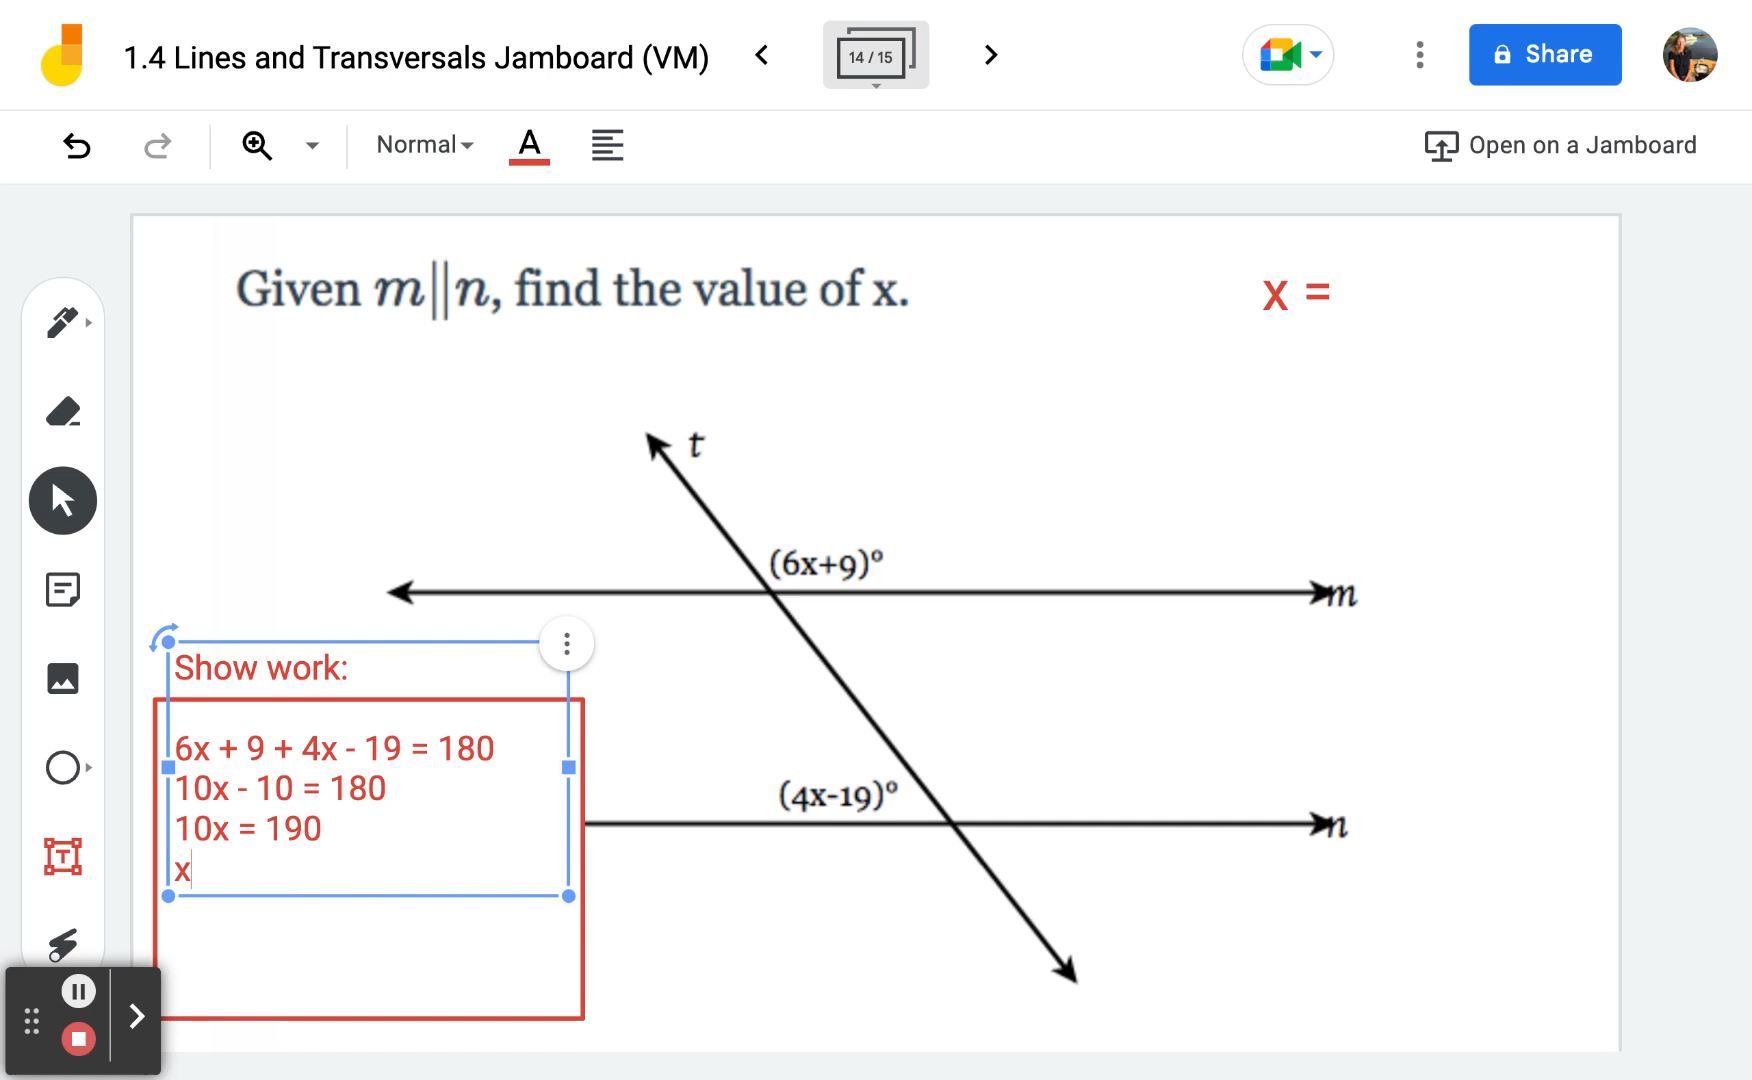 1.4 Lines and Transversals Jamboard (VM)
14 / 15
Share
Normal
A
Open on a Jamboard
Given m||n, find the value of x.
x =
t
(6x+9)º
m
Show work:
6x + 9 + 4x - 19 = 180
10x - 10 = 180
10x = 190
x
(4x-19)º
n
T